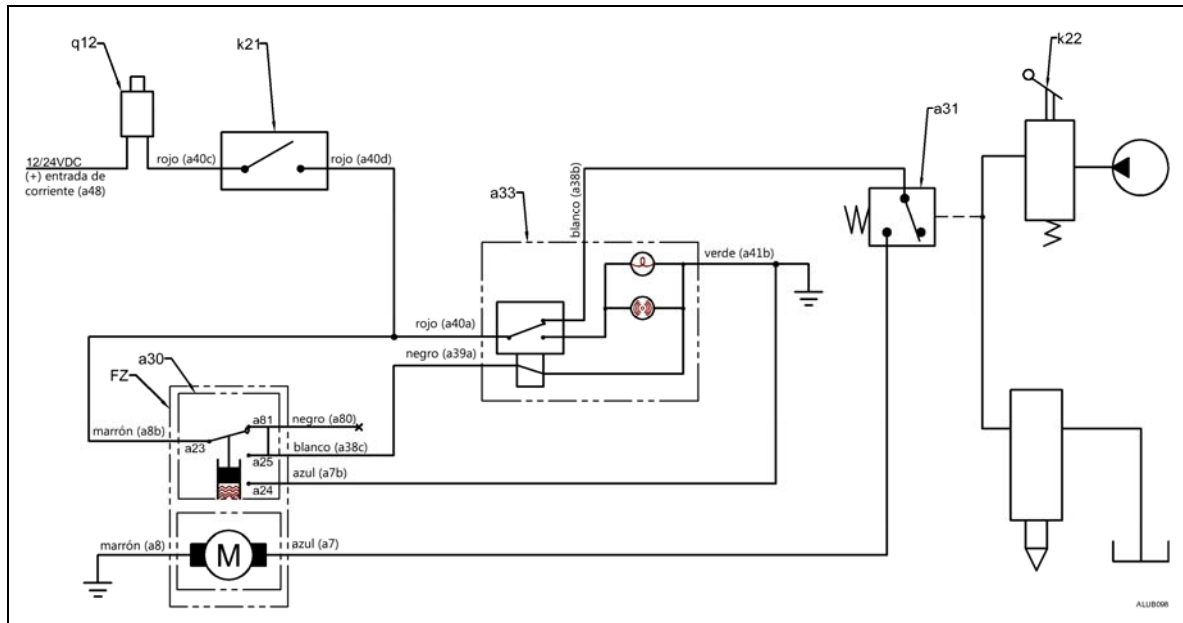 q12
k21
k22
a31
12/24VDC
(+) entrada de
corriente (a48)
rojo (a40c)
rojo (a40d)
blanco (a38b)
a33
verde (a41b)
rojo (a40a)
negro (a39a)
a30
FZ
a81
negro (a80)
marrón (a8b)
a23
a25
blanco (a38c)
azul (a7b)
a24
marrón (a8)
M
azul (a7)
ALUB098